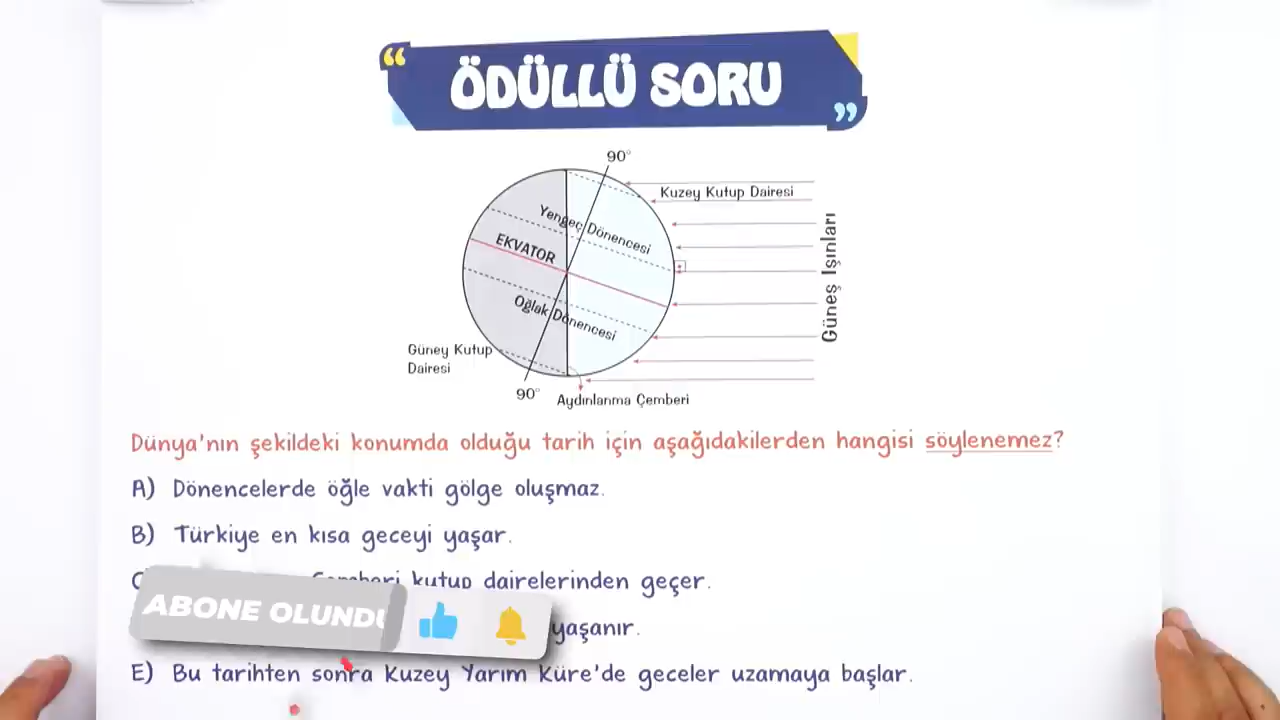 ÖDÜLLÜ SORU
90°
Kuzey Kutup Dairesi
Yengeç Dönencesi
EKVATOR
Oğlak Dönencesi
Güneş Işınları
Güney Kutup
Dairesi
90°
Aydınlanma Çemberi
Dünya'nın şekildeki konumda olduğu tarih için aşağıdakilerden hangisi söylenemez?
A) Dönencelerde öğle vakti gölge oluşmaz.
B) Türkiye en kısa geceyi yaşar.
kutup dairelerinden geçer.
ABONE OLUNDU
yaşanır.
E) Bu tarihten sonra Kuzey Yarım Küre'de geceler uzamaya başlar.